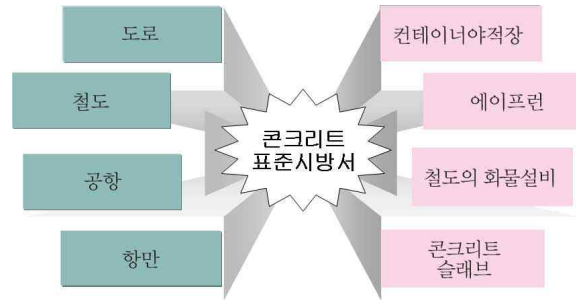 도로
철도
공항
항만
콘크리트
표준시방서
컨테이너야적장
에이프런
철도의 화물설비
콘크리트
슬래브